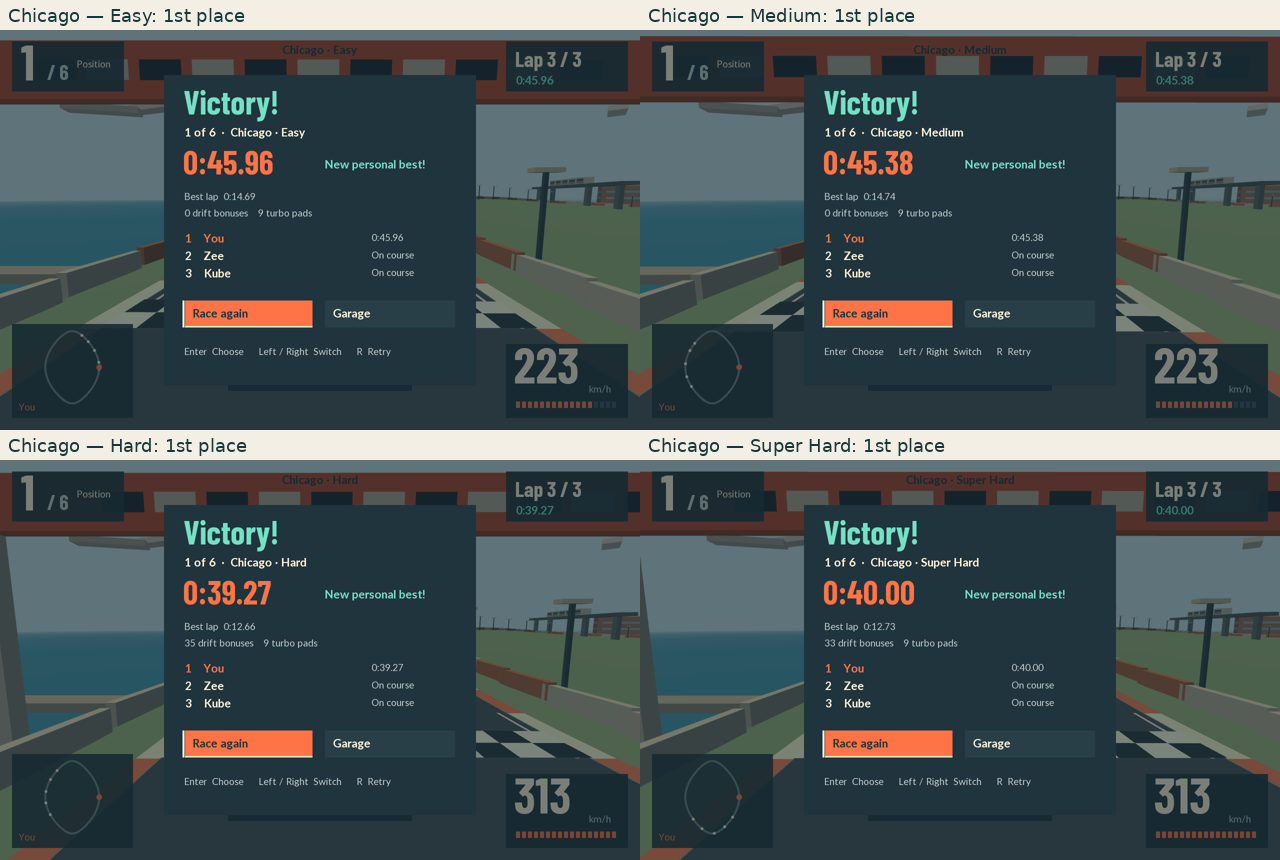 Chicago — Easy: 1st place
1 / 6 Position
Chicago · Easy
Lap 3 / 3
0:45.96
Victory!
1 of 6 · Chicago · Easy
0:45.96 New personal best!
Best lap 0:14.69
0 drift bonuses 9 turbo pads
1 You 0:45.96
2 Zee On course
3 Kube On course
Race again Garage
Enter Choose Left / Right Switch R Retry
You
223 km/h
Chicago — Medium: 1st place
1 / 6 Position
Chicago · Medium
Lap 3 / 3
0:45.38
Victory!
1 of 6 · Chicago · Medium
0:45.38 New personal best!
Best lap 0:14.74
0 drift bonuses 9 turbo pads
1 You 0:45.38
2 Zee On course
3 Kube On course
Race again Garage
Enter Choose Left / Right Switch R Retry
You
223 km/h
Chicago — Hard: 1st place
1 / 6 Position
Chicago · Hard
Lap 3 / 3
0:39.27
Victory!
1 of 6 · Chicago · Hard
0:39.27 New personal best!
Best lap 0:12.66
35 drift bonuses 9 turbo pads
1 You 0:39.27
2 Zee On course
3 Kube On course
Race again Garage
Enter Choose Left / Right Switch R Retry
You
313 km/h
Chicago — Super Hard: 1st place
1 / 6 Position
Chicago · Super Hard
Lap 3 / 3
0:40.00
Victory!
1 of 6 · Chicago · Super Hard
0:40.00 New personal best!
Best lap 0:12.73
33 drift bonuses 9 turbo pads
1 You 0:40.00
2 Zee On course
3 Kube On course
Race again Garage
Enter Choose Left / Right Switch R Retry
You
313 km/h